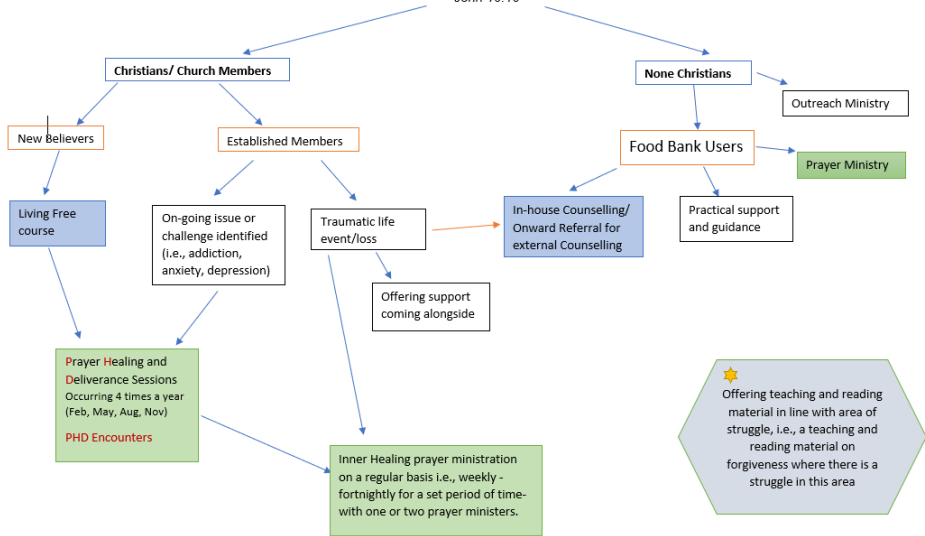 Christians/ Church Members
None Christians
Outreach Ministry
New Believers
Established Members
Food Bank Users
Prayer Ministry
Living Free
course
On-going issue or
challenge identified
(i.e., addiction,
anxiety, depression)
Traumatic life
event/loss
In-house Counselling/
Onward Referral for
external Counselling
Practical support
and guidance
Offering support
coming alongside
Prayer Healing and
Deliverance Sessions
Occurring 4 times a year
(Feb, May, Aug, Nov)
PHD Encounters
Inner Healing prayer ministration
on a regular basis i.e., weekly -
fortnightly for a set period of time-
with one or two prayer ministers.
Offering teaching and reading
material in line with area of
struggle, i.e., a teaching and
reading material on
forgiveness where there is a
struggle in this area